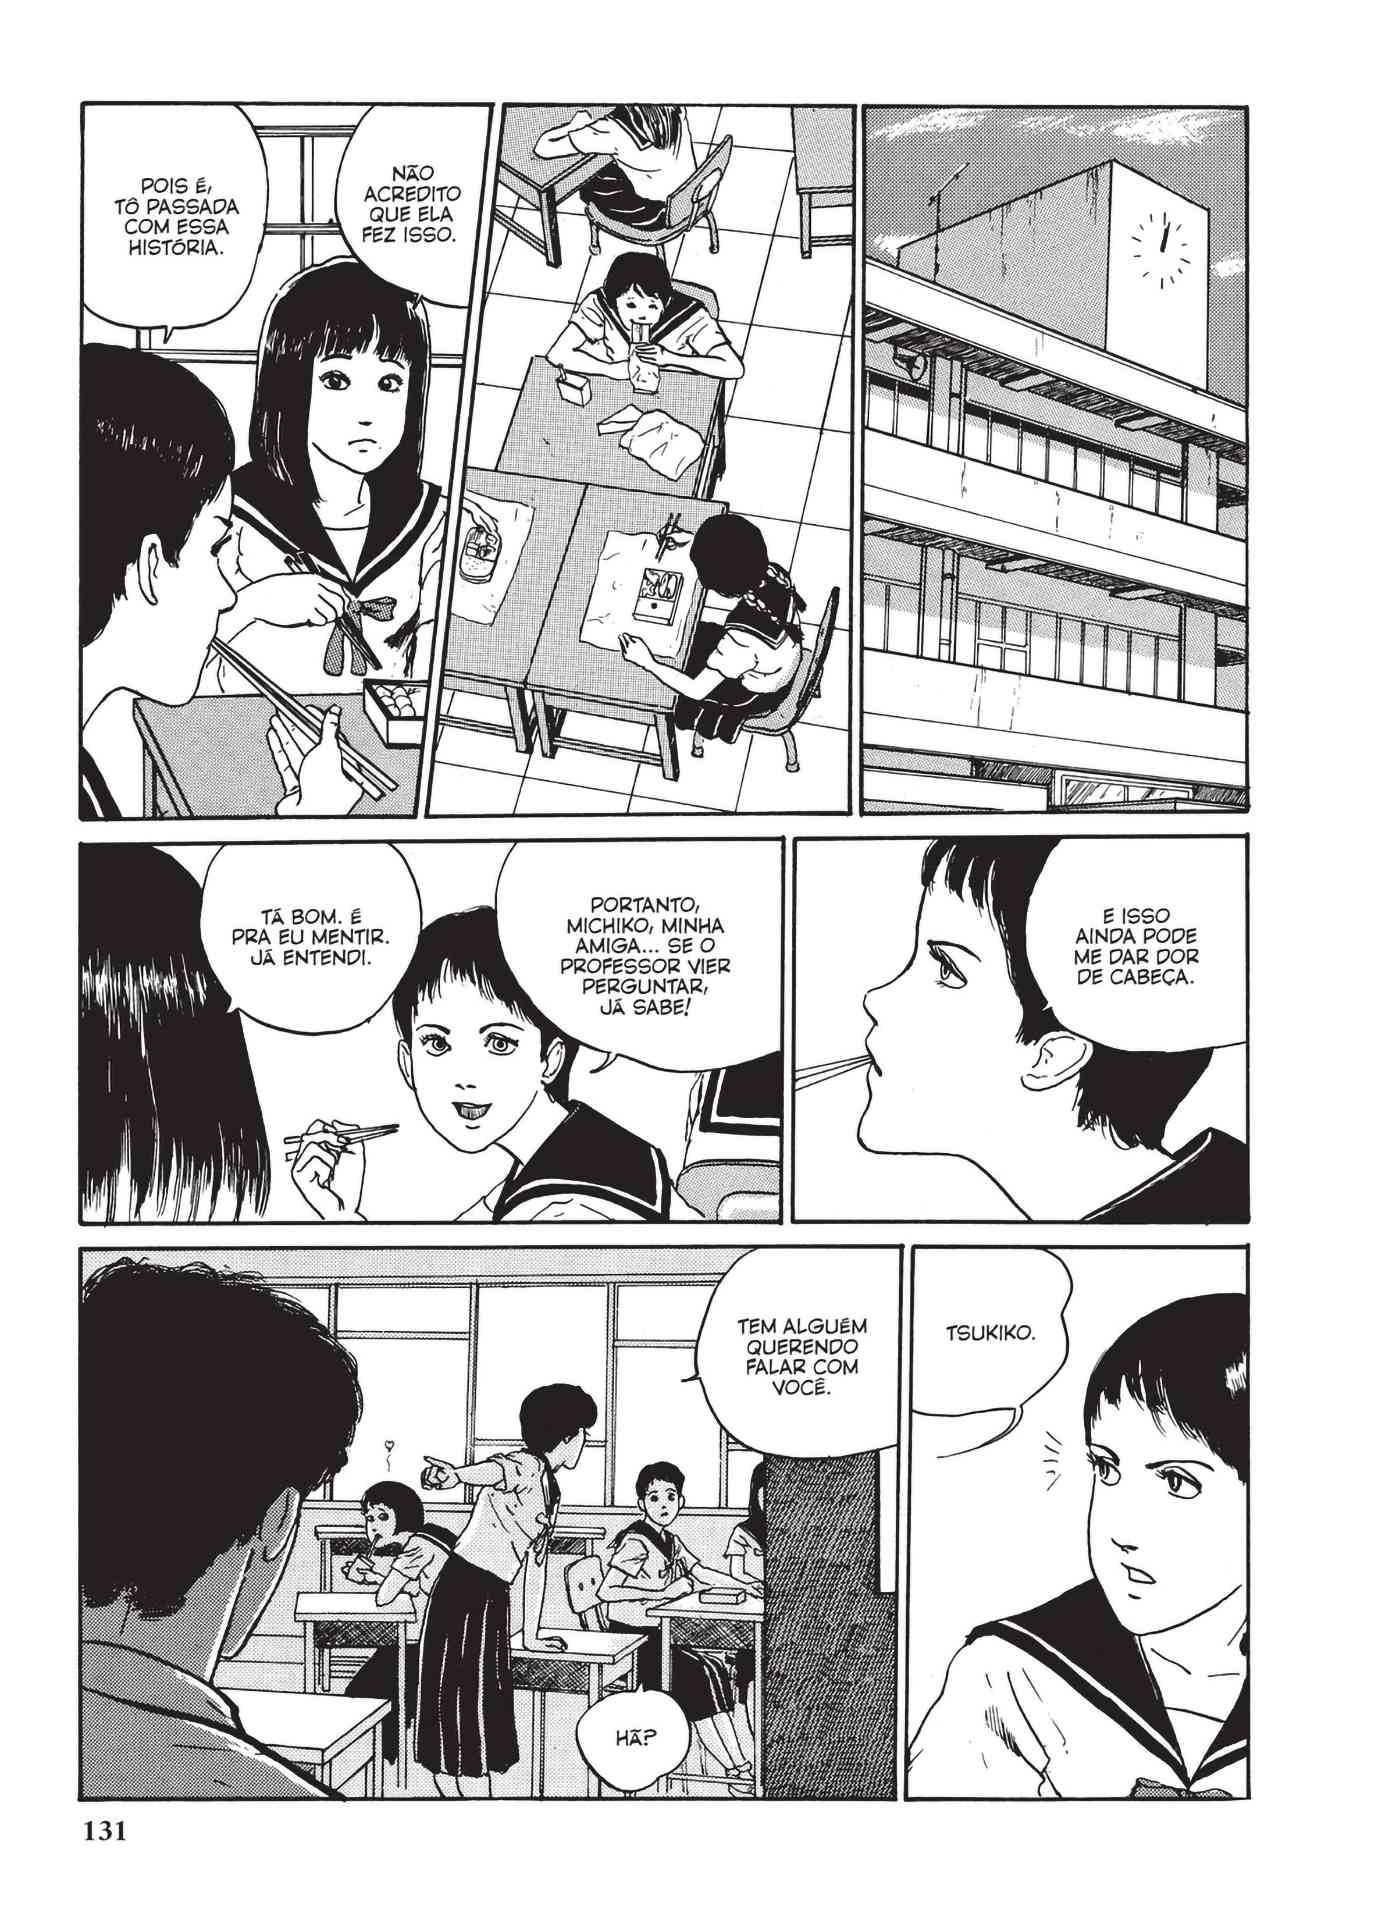 NÃO
ACREDITO
QUE ELA
FEZ ISSO.
POIS É,
TÔ PASSADA
COM ESSA
HISTÓRIA.
E ISSO
AINDA PODE
ME DAR DOR
DE CABEÇA.
PORTANTO,
MICHIKO, MINHA
AMIGA... SE O
PROFESSOR VIER
PERGUNTAR,
JÁ SABE!
TÁ BOM. É
PRA EU MENTIR.
JÁ ENTENDI.
TSUKIKO.
TEM ALGUÉM
QUERENDO
FALAR COM
VOCÊ.
HÃ?
131